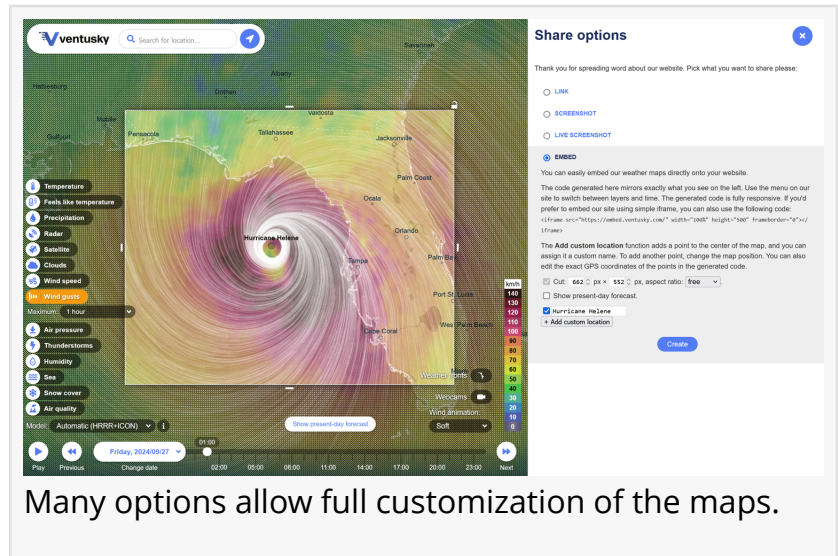 ventusky
Search for location...
Savannah
Albany
Hattiesburg
Dothan
Mobile
Valdosta
Gulfport
Pensacola
Tallahassee
Jacksonville
Palm Coast
Ocala
Orlando
Hurricane Helene
Tampa
Palm Ba
Port St. Lucie
Cape Coral
West Palm Beach
Miami
Temperature
Feels like temperature
Precipitation
Radar
Satellite
Clouds
Wind speed
Wind gusts
Maximum: 1 hour
Air pressure
Thunderstorms
Humidity
Sea
Snow cover
Air quality
Model: Automatic (HRRR+ICON) i
km/h
140
130
120
110
100
90
80
70
60
50
40
30
20
10
0
Weather fronts
Webcams
Wind animation:
Soft
Show present-day forecast
Friday, 2024/09/27
01:00
Play Previous Change date 02:00 05:00 08:00 11:00 14:00 17:00 20:00 23:00 Next
Share options
Thank you for spreading word about our website. Pick what you want to share please:
LINK
SCREENSHOT
LIVE SCREENSHOT
EMBED
You can easily embed our weather maps directly onto your website.
The code generated here mirrors exactly what you see on the left. Use the menu on our
site to switch between layers and time. The generated code is fully responsive. If you'd
prefer to embed our site using simple iframe, you can also use the following code:
<iframe src="https://embed.ventusky.com/" width="100%" height="500" frameborder="0"></
iframe>
The Add custom location function adds a point to the center of the map, and you can
assign it a custom name. To add another point, change the map position. You can also
edit the exact GPS coordinates of the points in the generated code.
Cut: 662 px × 552 px, aspect ratio: free .
Show present-day forecast.
Hurricane Helene
+ Add custom location
Create
Many options allow full customization of the maps.